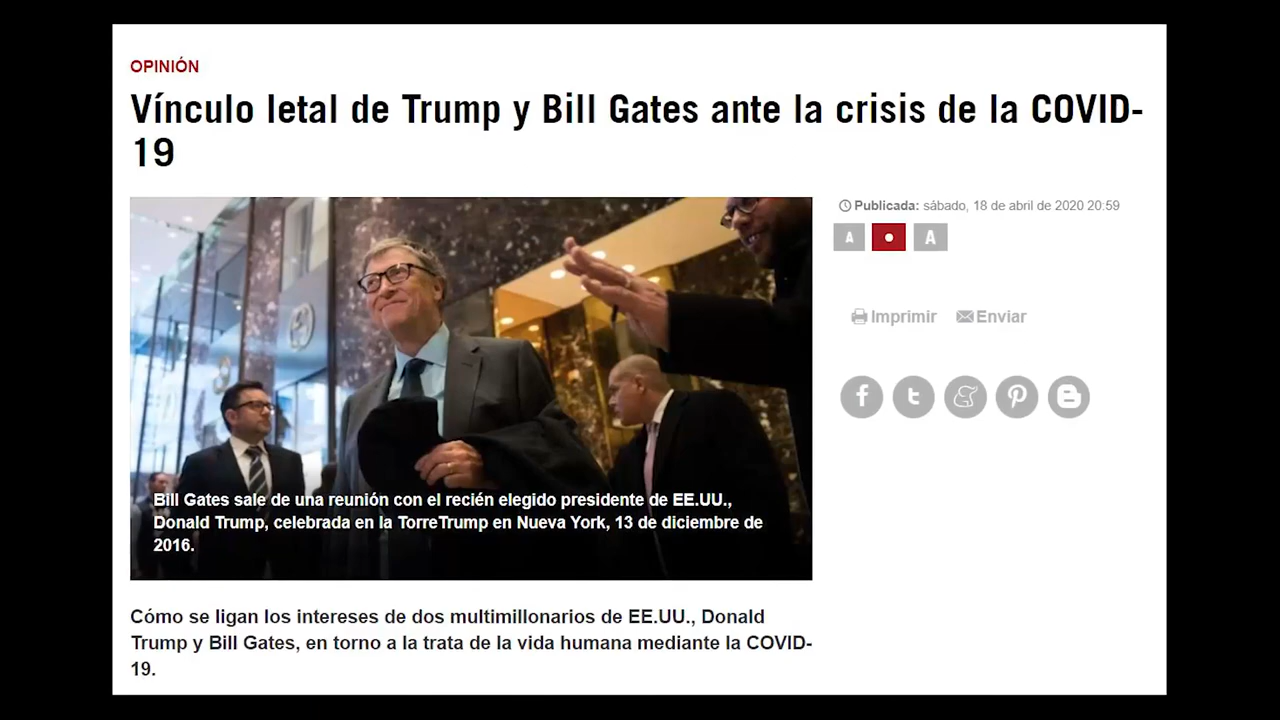 OPINIÓN
Vínculo letal de Trump y Bill Gates ante la crisis de la COVID-
19
Publicada: sábado, 18 de abril de 2020 20:59
A A
Imprimir Enviar
Bill Gates sale de una reunión con el recién elegido presidente de EE.UU.,
Donald Trump, celebrada en la TorreTrump en Nueva York, 13 de diciembre de
2016.
Cómo se ligan los intereses de dos multimillonarios de EE.UU., Donald
Trump y Bill Gates, en torno a la trata de la vida humana mediante la COVID-
19.